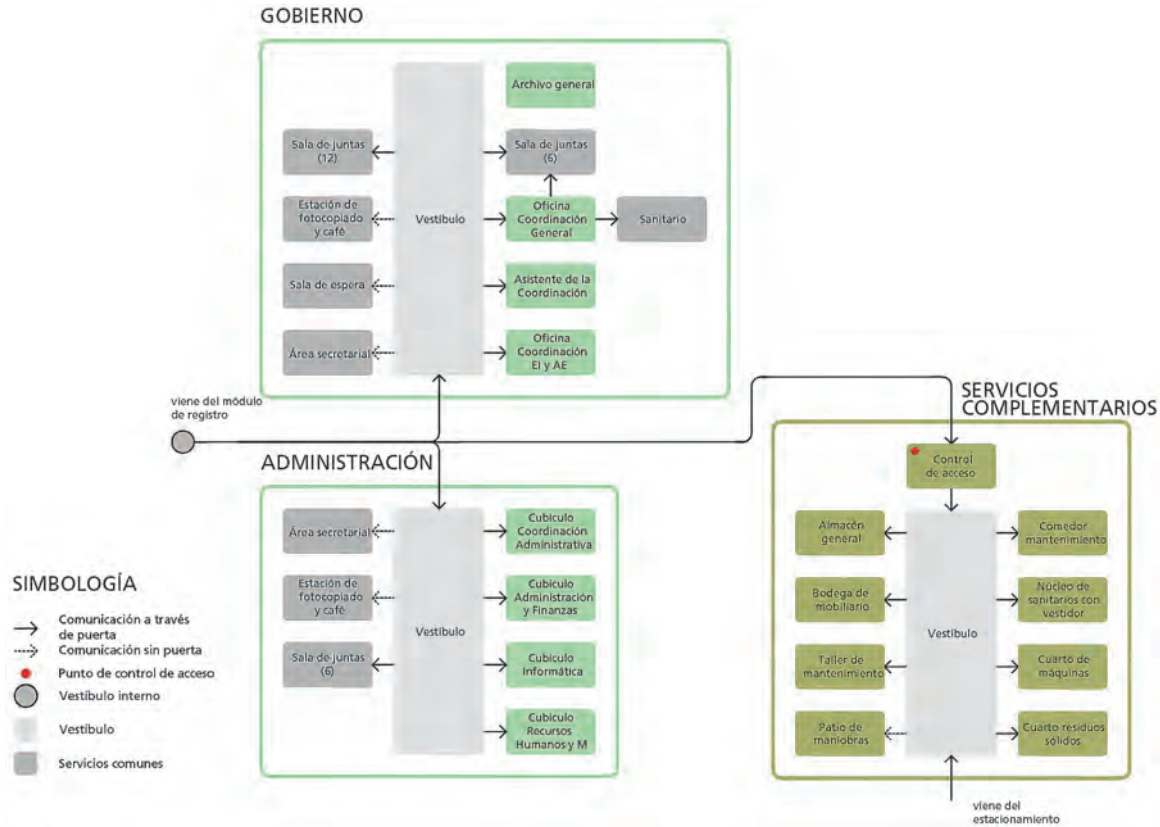 GOBIERNO
Archivo general
Sala de juntas
(12)
Sala de juntas
(6)
Estación de
fotocopiado
y café
Vestíbulo
Oficina
Coordinación
General
Sanitario
Sala de espera
Asistente de la
Coordinación
Área secretarial
Oficina
Coordinación
EI y AE
viene del módulo
de registro
SERVICIOS
COMPLEMENTARIOS
ADMINISTRACIÓN
Control
de acceso
Área secretarial
Cubículo
Coordinación
Administrativa
Estación de
fotocopiado
y café
Vestíbulo
Cubículo
Administración
y Finanzas
Sala de juntas
(6)
Cubículo
Informática
Cubículo
Recursos
Humanos y M
Almacén
general
Comedor
mantenimiento
Bodega de
mobiliario
Núcleo de
sanitarios con
vestidor
Vestíbulo
Taller de
mantenimiento
Cuarto de
máquinas
Patio de
maniobras
Cuarto residuos
sólidos
viene del
estacionamiento
SIMBOLOGÍA
Comunicación a través
de puerta
Comunicación sin puerta
Punto de control de acceso
Vestíbulo interno
Vestíbulo
Servicios comunes